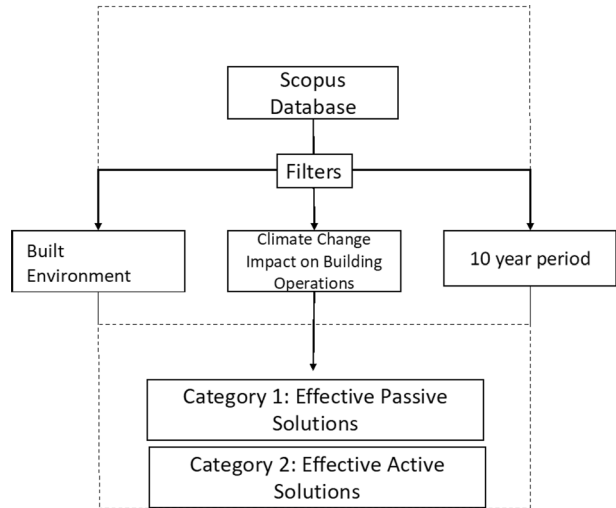 Scopus
Database
Filters
Built
Environment
Climate Change
Impact on Building
Operations
10 year period
Category 1: Effective Passive
Solutions
Category 2: Effective Active
Solutions